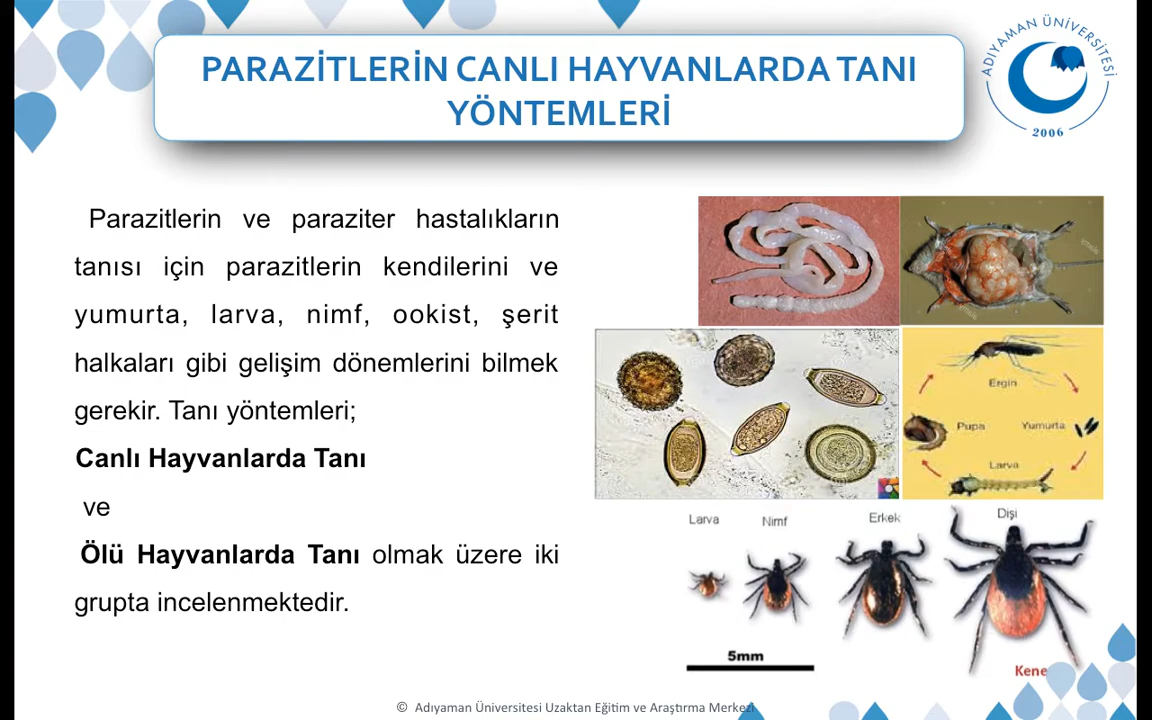 PARAZİTLERİN CANLI HAYVANLARDA TANI
YÖNTEMLERİ
ADIYAMAN ÜNİVERSİTESİ
2006
Parazitlerin ve paraziter hastalıkların
tanısı için parazitlerin kendilerini ve
yumurta, larva, nimf, ookist, şerit
halkaları gibi gelişim dönemlerini bilmek
gerekir. Tanı yöntemleri;
Canlı Hayvanlarda Tanı
ve
Ölü Hayvanlarda Tanı olmak üzere iki
grupta incelenmektedir.
Ergin
Pupa
Yumurta
Larva
Larva
Nimf
Erkek
Dişi
5mm
Kene
© Adıyaman Üniversitesi Uzaktan Eğitim ve Araştırma Merkezi